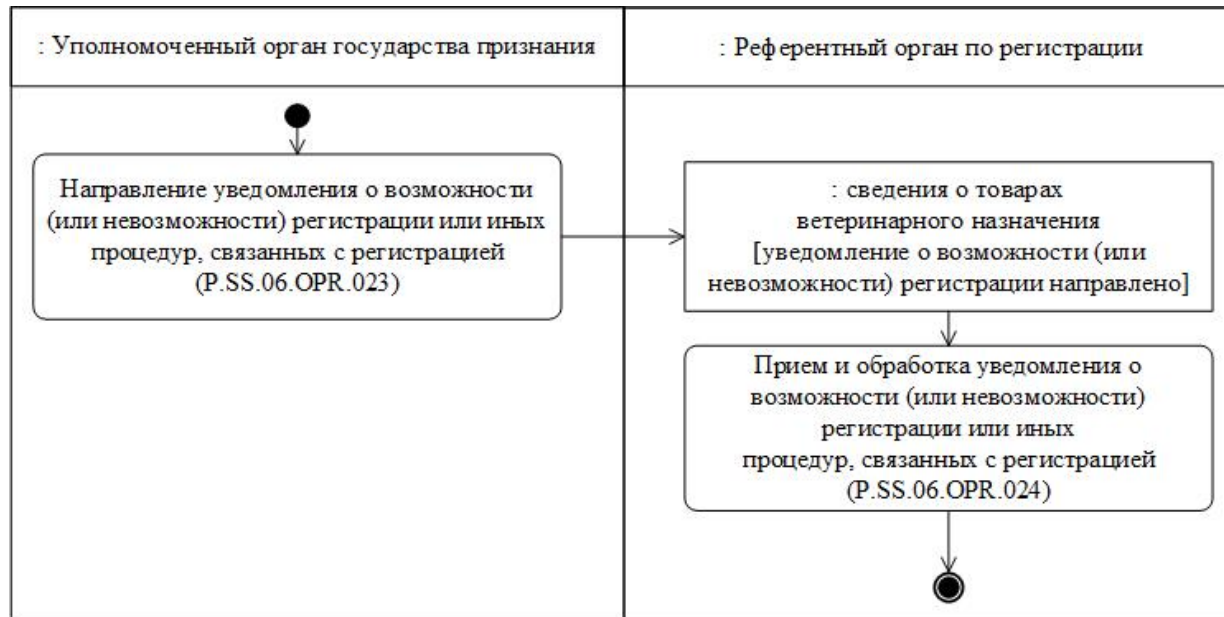 : Уполномоченный орган государства признания
: Референтный орган по регистрации
Направление уведомления о возможности
(или невозможности) регистрации или иных
процедур, связанных с регистрацией
(P.SS.06.OPR.023)
: сведения о товарах
ветеринарного назначения
[уведомление о возможности (или
невозможности) регистрации направлено]
Прием и обработка уведомления о
возможности (или невозможности)
регистрации или иных
процедур, связанных с регистрацией
(P.SS.06.OPR.024)